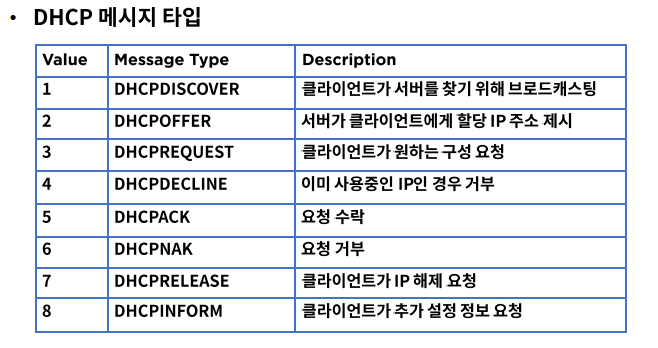 • DHCP 메시지 타입
Value Message Type Description
1 DHCPDISCOVER 클라이언트가 서버를 찾기 위해 브로드캐스팅
2 DHCPOFFER 서버가 클라이언트에게 할당 IP 주소 제시
3 DHCPREQUEST 클라이언트가 원하는 구성 요청
4 DHCPDECLINE 이미 사용중인 IP인 경우 거부
5 DHCPACK 요청 수락
6 DHCPNAK 요청 거부
7 DHCPRELEASE 클라이언트가 IP 해제 요청
8 DHCPINFORM 클라이언트가 추가 설정 정보 요청